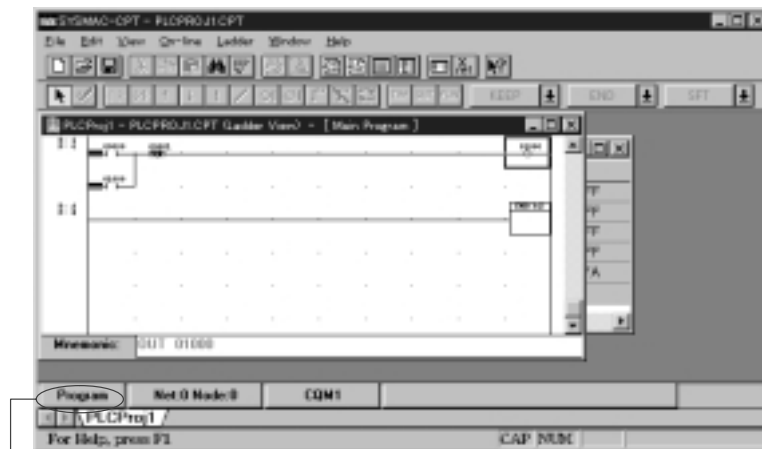 SYSMAC-CPT - PLCPROJ1.CPT
File Edit View On-line Ladder Window Help
KEEP END SFT
PLCProj1 - PLCPROJ1.CPT (Ladder View) - [ Main Program ]
Mnemonic: OUT 01000
Program Net:0 Node:0 CQM1
PLCProj1
For Help, press F1 CAP NUM